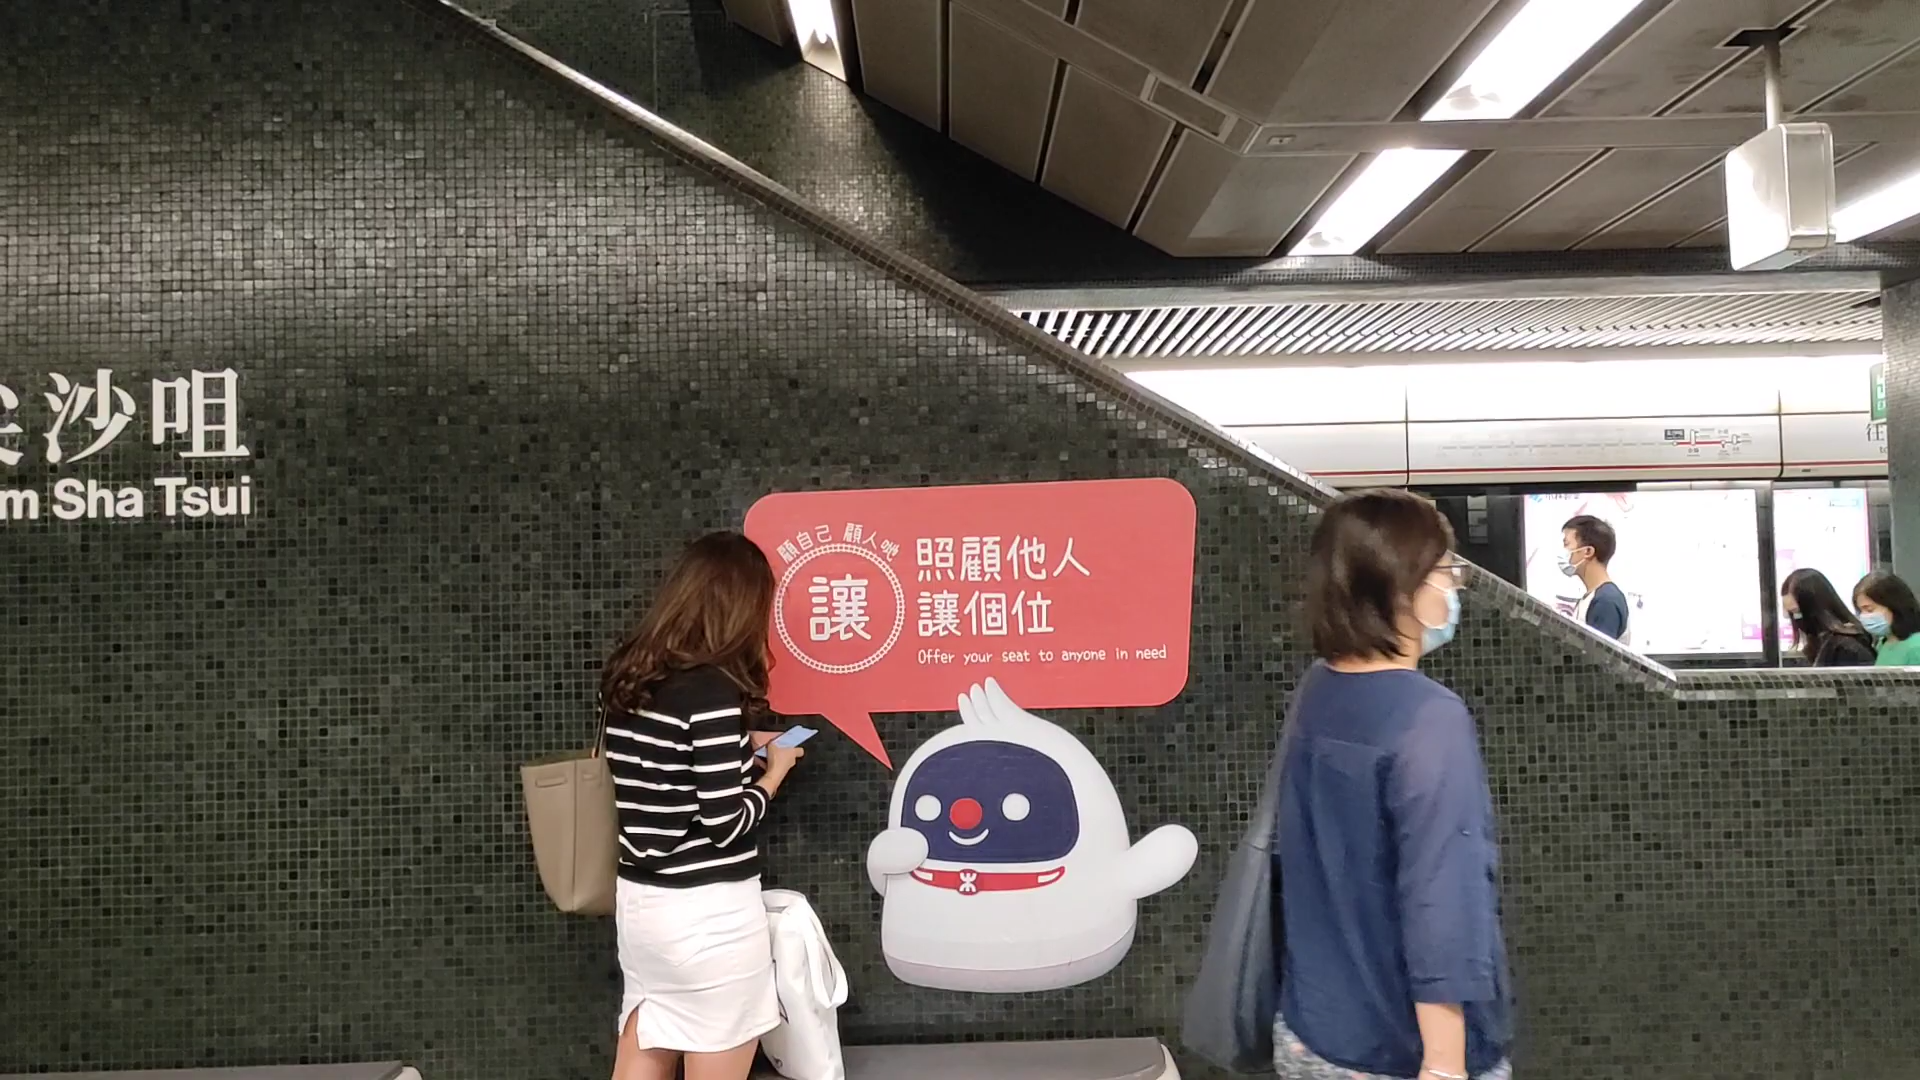 尖沙咀
m Sha Tsui
顧自己 顧人哋
讓
照顧他人
讓個位
Offer your seat to anyone in need